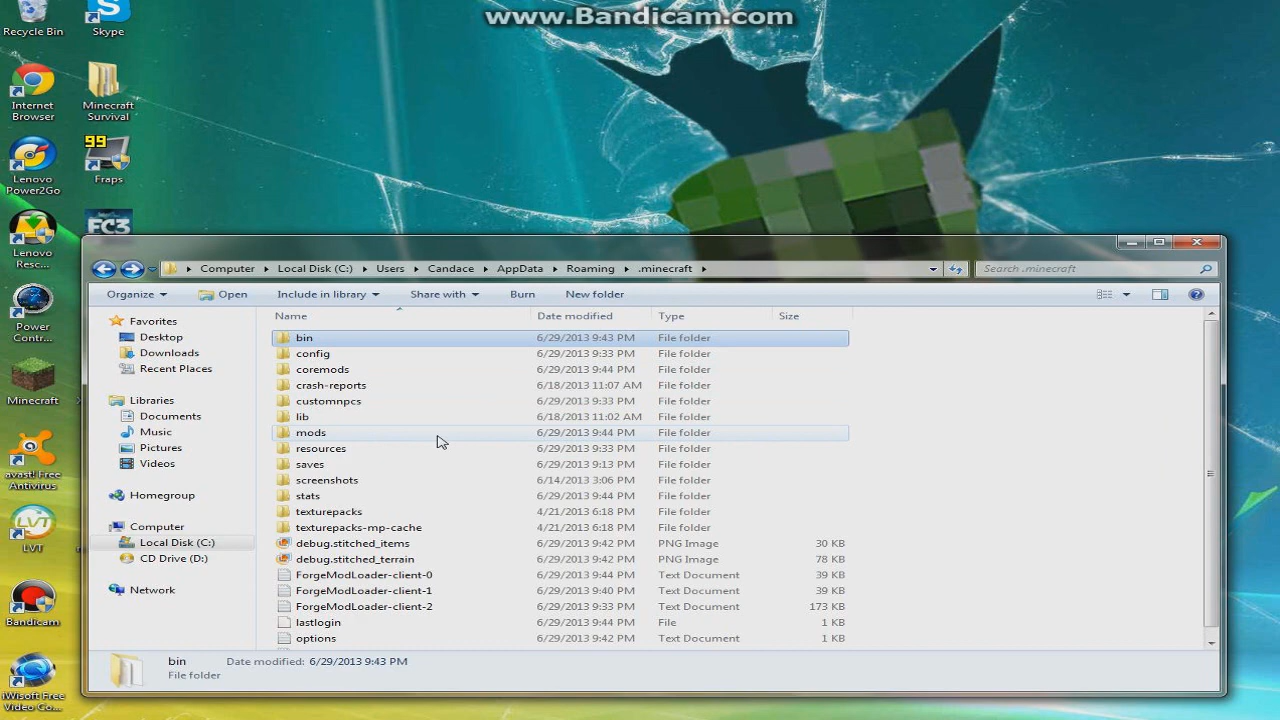 www.Bandicam.com
Recycle Bin
Skype
Internet
Browser
Minecraft
Survival
Lenovo
Power2Go
99
Fraps
FC3
Lenovo
Resc...
Power
Contr...
Minecraft
avast! Free
Antivirus
LVT
LVT
Bandicam
iWisoft Free
Video Co...
Computer
Local Disk (C:)
Users
Candace
AppData
Roaming
.minecraft
Search .minecraft
Organize
Open
Include in library
Share with
Burn
New folder
Favorites
Desktop
Downloads
Recent Places
Libraries
Documents
Music
Pictures
Videos
Homegroup
Computer
Local Disk (C:)
CD Drive (D:)
Network
Name Date modified Type Size
bin 6/29/2013 9:43 PM File folder
config 6/29/2013 9:33 PM File folder
coremods 6/29/2013 9:44 PM File folder
crash-reports 6/18/2013 11:07 AM File folder
customnpcs 6/29/2013 9:33 PM File folder
lib 6/18/2013 11:02 AM File folder
mods 6/29/2013 9:44 PM File folder
resources 6/29/2013 9:33 PM File folder
saves 6/29/2013 9:13 PM File folder
screenshots 6/14/2013 3:06 PM File folder
stats 6/29/2013 9:44 PM File folder
texturepacks 4/21/2013 6:18 PM File folder
texturepacks-mp-cache 4/21/2013 6:18 PM File folder
debug.stitched_items 6/29/2013 9:42 PM PNG Image 30 KB
debug.stitched_terrain 6/29/2013 9:42 PM PNG Image 78 KB
ForgeModLoader-client-0 6/29/2013 9:44 PM Text Document 39 KB
ForgeModLoader-client-1 6/29/2013 9:40 PM Text Document 39 KB
ForgeModLoader-client-2 6/29/2013 9:33 PM Text Document 173 KB
lastlogin 6/29/2013 9:44 PM File 1 KB
options 6/29/2013 9:42 PM Text Document 1 KB
bin Date modified: 6/29/2013 9:43 PM
File folder